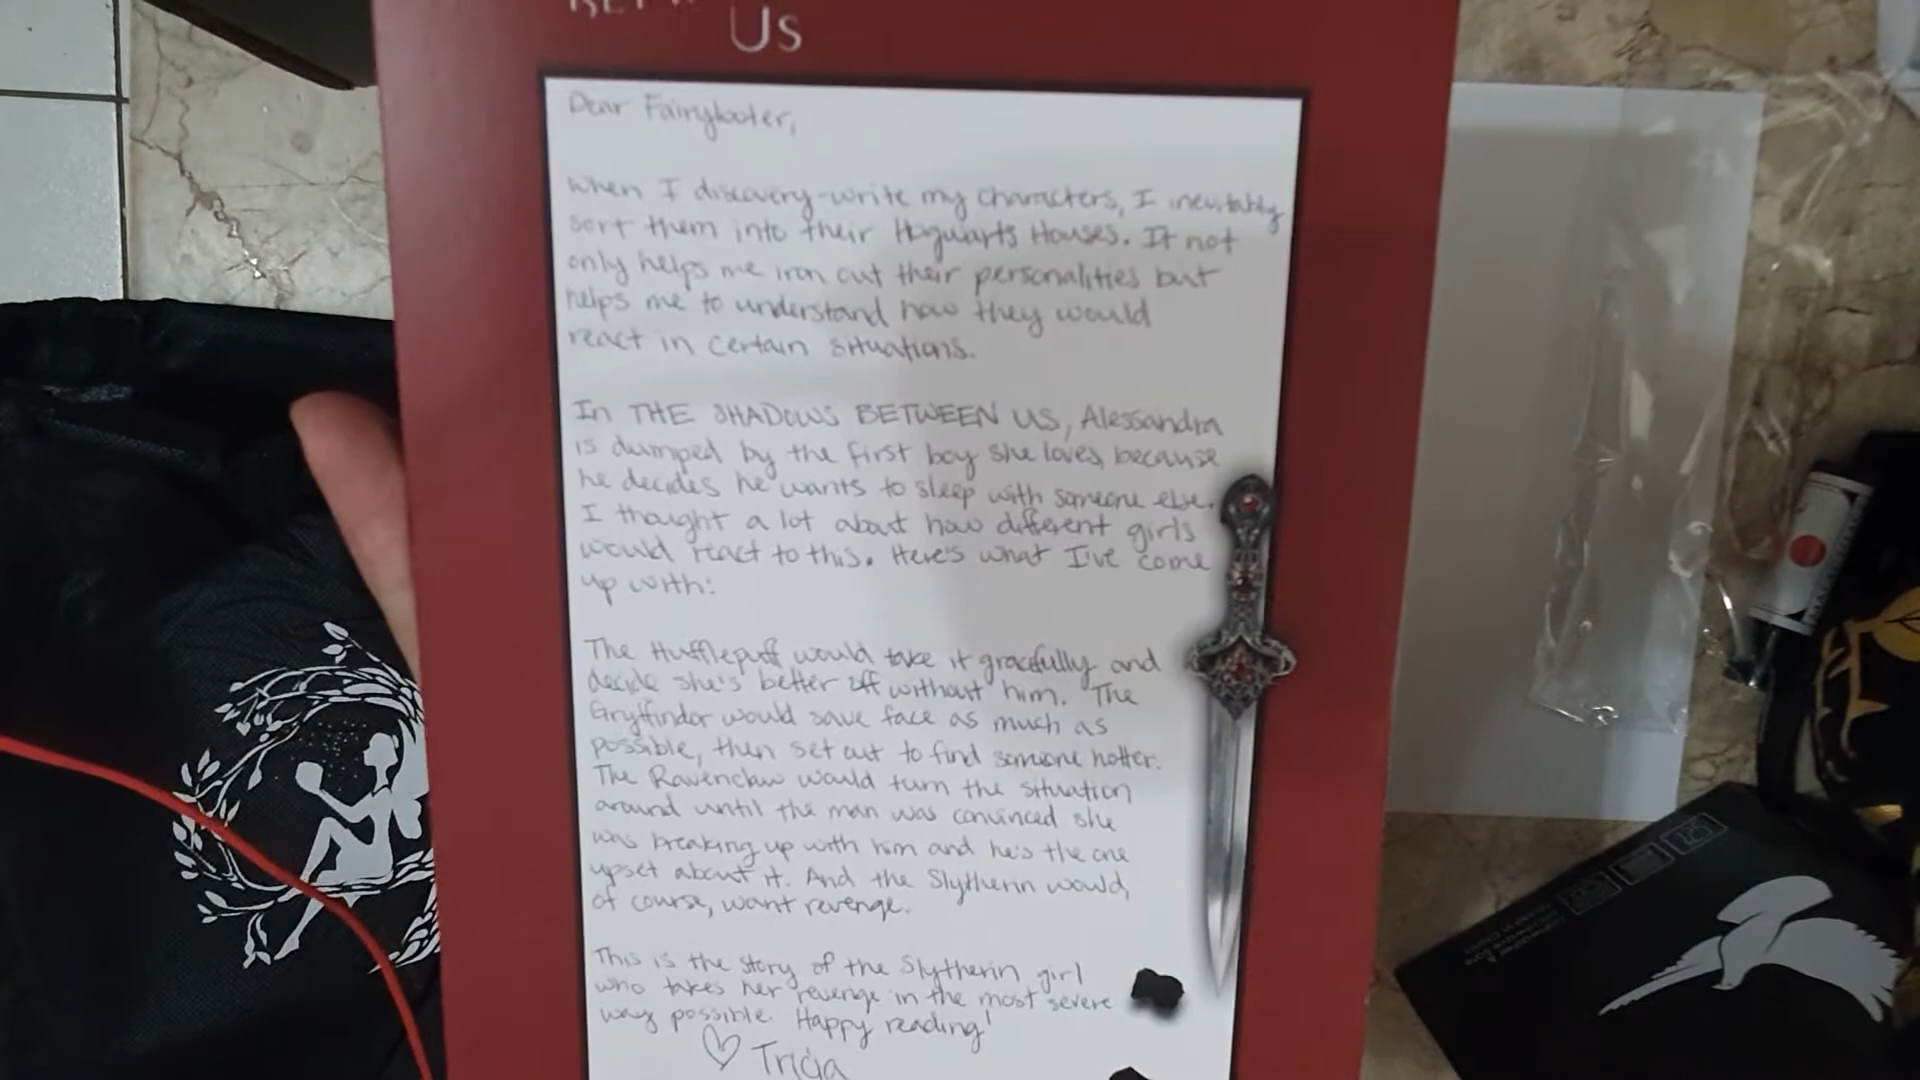 Us
Dear Fairylooter,
When I discovery-write my characters, I inevitably
sort them into their Hogwarts Houses. It not
only helps me iron out their personalities but
helps me to understand how they would
react in certain situations.
In THE SHADOWS BETWEEN US, Alessandra
is dumped by the first boy she loves, because
he decides he wants to sleep with someone else.
I thought a lot about how different girls
would react to this. Here's what I've come
up with:
The Hufflepuff would take it gracefully and
decide she's better off without him. The
Gryffindor would save face as much as
possible, then set out to find someone hotter.
The Ravenclaw would turn the situation
around until the man was convinced she
was breaking up with him and he's the one
upset about it. And the Slytherin would,
of course, want revenge.
This is the story of the Slytherin girl
who takes her revenge in the most severe
way possible. Happy reading!
♡ Tricia